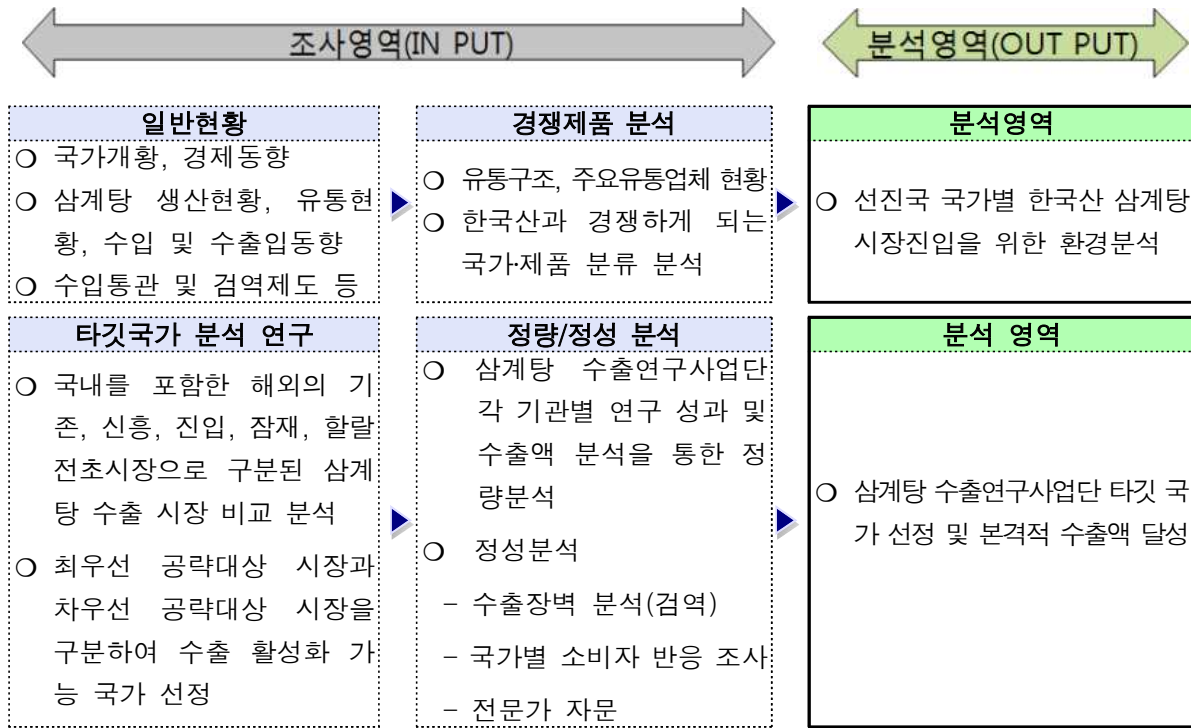 조사영역(IN PUT)
분석영역(OUT PUT)
일반현황
❍ 국가개황, 경제동향
❍ 삼계탕 생산현황, 유통현
황, 수입 및 수출입동향
❍ 수입통관 및 검역제도 등
경쟁제품 분석
❍ 유통구조, 주요유통업체 현황
❍ 한국산과 경쟁하게 되는
국가·제품 분류 분석
분석영역
❍ 선진국 국가별 한국산 삼계탕
시장진입을 위한 환경분석
타깃국가 분석 연구
❍ 국내를 포함한 해외의 기
존, 신흥, 진입, 잠재, 할랄
전초시장으로 구분된 삼계
탕 수출 시장 비교 분석
❍ 최우선 공략대상 시장과
차우선 공략대상 시장을
구분하여 수출 활성화 가
능 국가 선정
정량/정성 분석
❍ 삼계탕 수출연구사업단
각 기관별 연구 성과 및
수출액 분석을 통한 정
량분석
❍ 정성분석
- 수출장벽 분석(검역)
- 국가별 소비자 반응 조사
- 전문가 자문
분석 영역
❍ 삼계탕 수출연구사업단 타깃 국
가 선정 및 본격적 수출액 달성